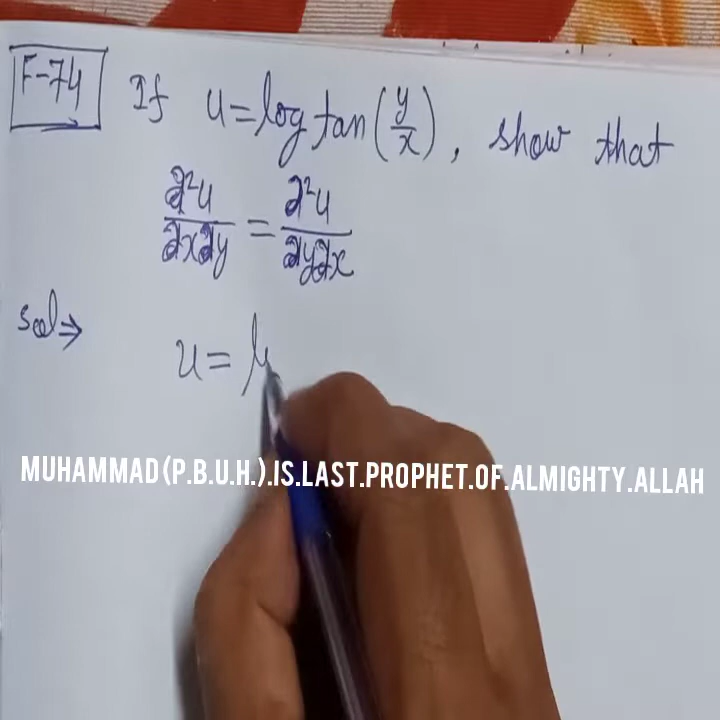 F-74 If u=log tan(y/x), show that
∂²u/∂x∂y = ∂²u/∂y∂x
sol⇒
u=
MUHAMMAD(P.B.U.H.).IS.LAST.PROPHET.OF.ALMIGHTY.ALLAH